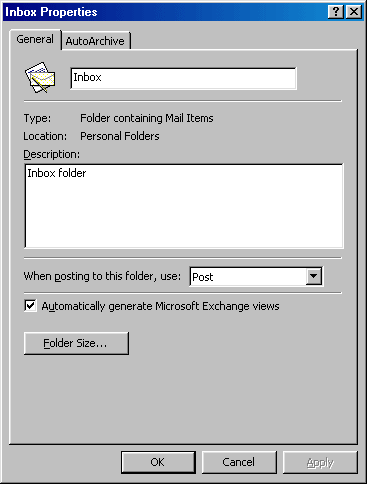 Inbox Properties
General AutoArchive
Inbox
Type: Folder containing Mail Items
Location: Personal Folders
Description:
Inbox folder
When posting to this folder, use: Post
Automatically generate Microsoft Exchange views
Folder Size...
OK Cancel Apply